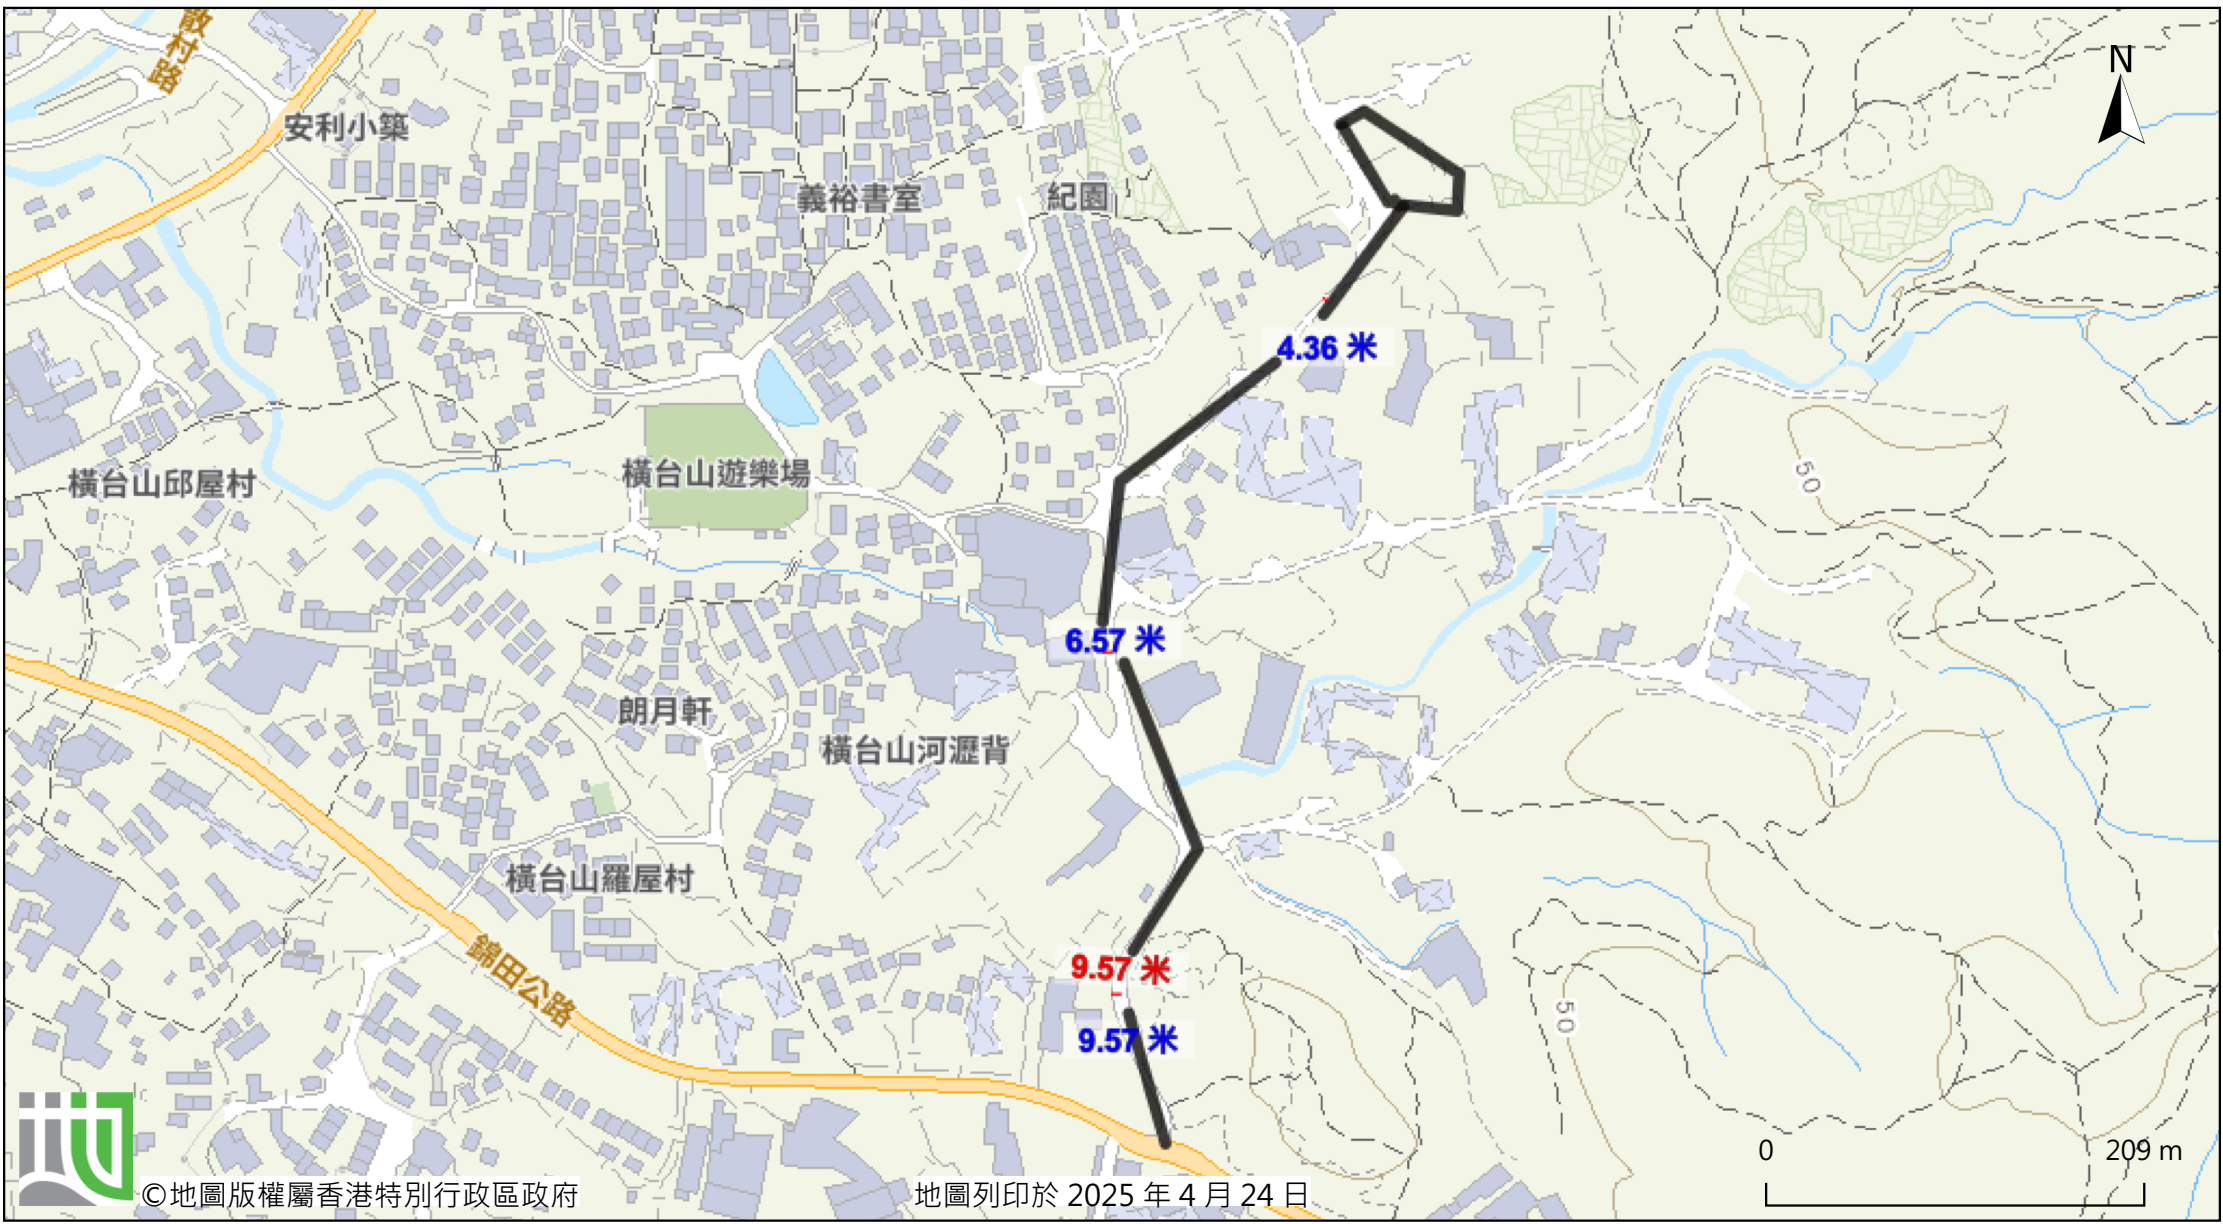 散村路
N
安利小築
義裕書室
紀園
4.36 米
橫台山遊樂場
橫台山邱屋村
50
6.57 米
朗月軒
橫台山河瀝背
橫台山羅屋村
錦田公路
9.57 米
50
9.57 米
0
209 m
©地圖版權屬香港特別行政區政府
地圖列印於 2025 年 4 月 24 日